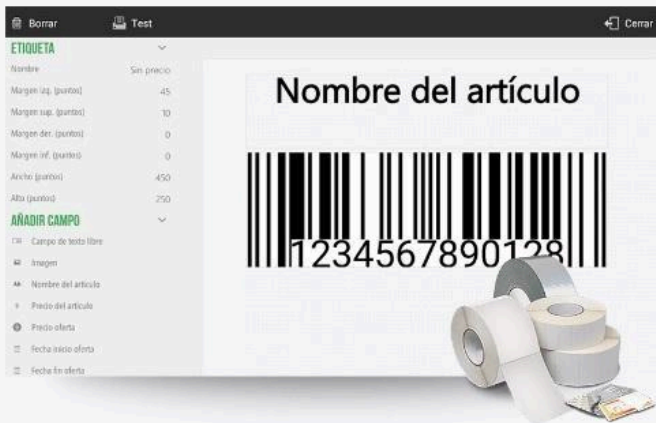 Borrar
Test
Cerrar
ETIQUETA
Nombre Sin precio
Margen izq. (puntos) 45
Margen sup. (puntos) 10
Margen der. (puntos) 0
Margen inf. (puntos) 0
Ancho (puntos) 450
Alto (puntos) 250
AÑADIR CAMPO
Campo de texto libre
Imagen
Nombre del artículo
Precio del artículo
Precio oferta
Fecha inicio oferta
Fecha fin oferta
Nombre del artículo
1234567890128